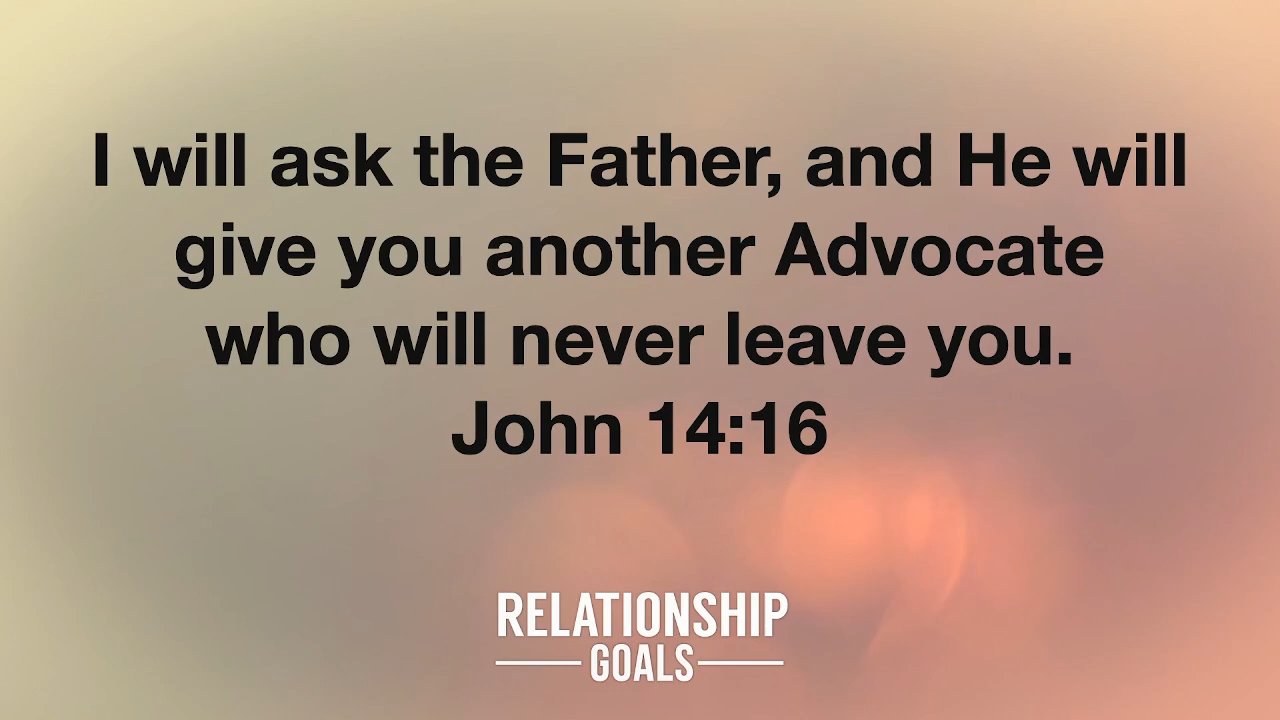 I will ask the Father, and He will
give you another Advocate
who will never leave you.
John 14:16
RELATIONSHIP
GOALS